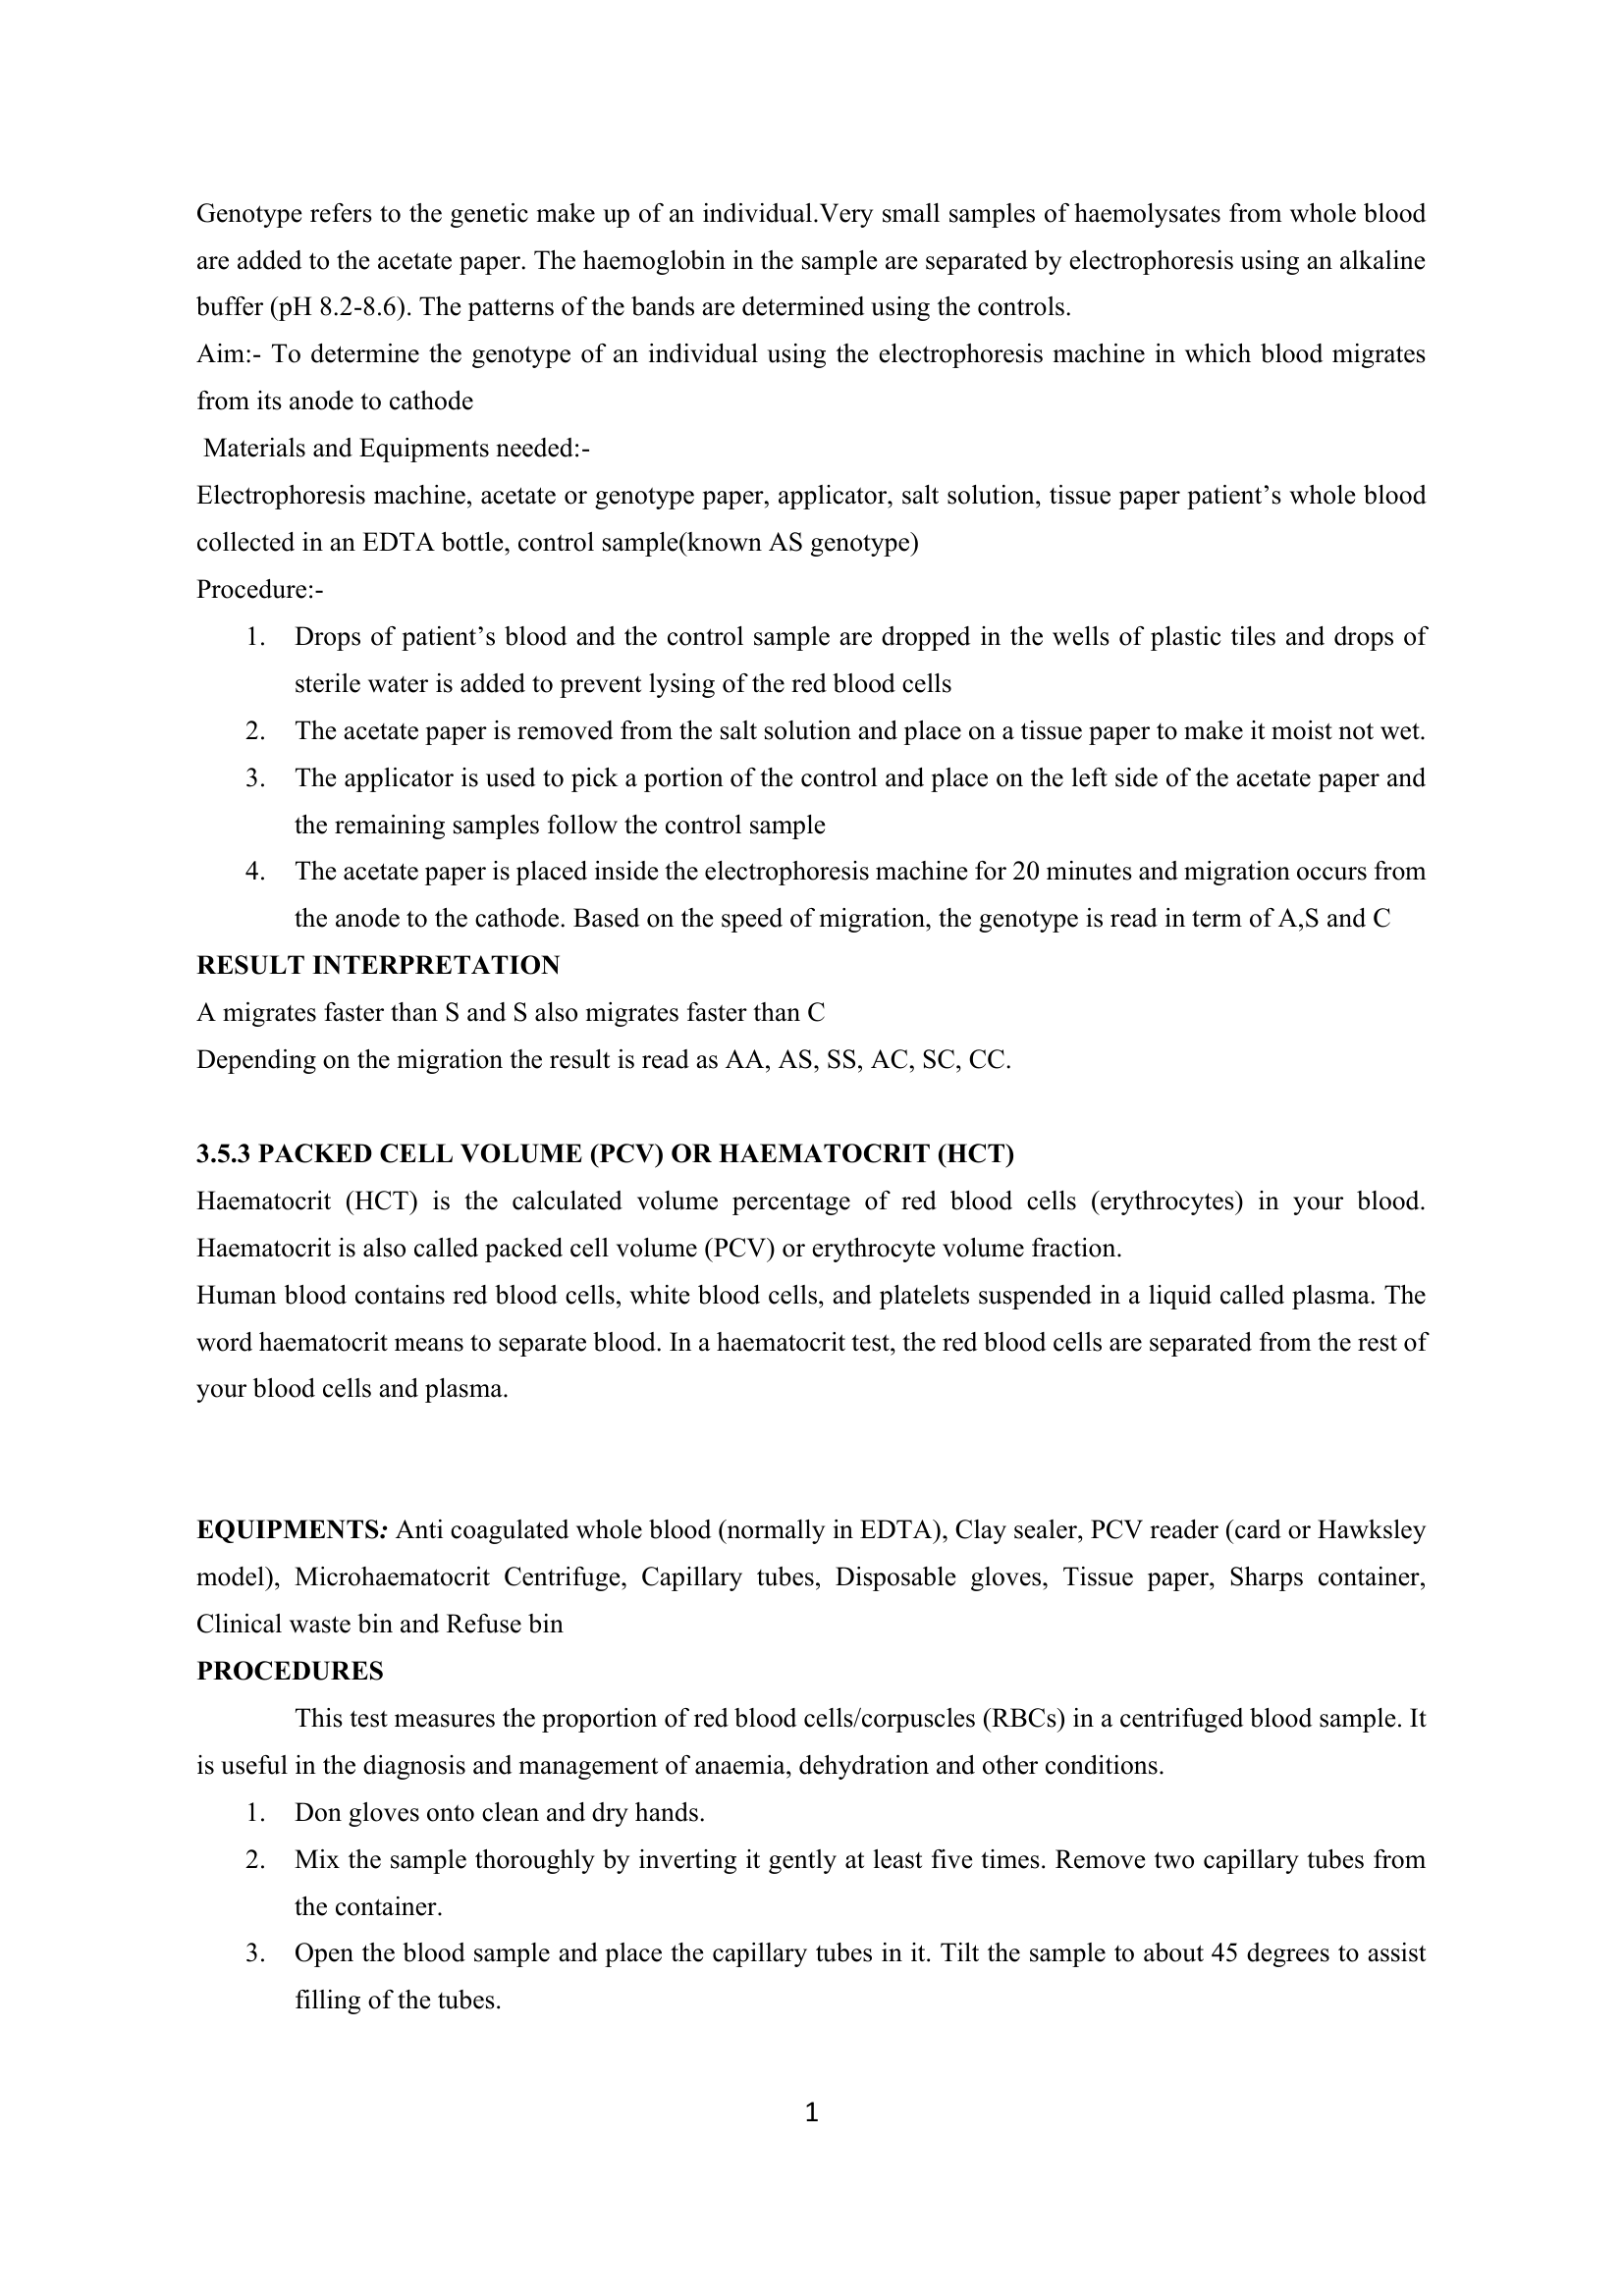 Genotype refers to the genetic make up of an individual.Very small samples of haemolysates from whole blood
are added to the acetate paper. The haemoglobin in the sample are separated by electrophoresis using an alkaline
buffer (pH 8.2-8.6). The patterns of the bands are determined using the controls.
Aim:- To determine the genotype of an individual using the electrophoresis machine in which blood migrates
from its anode to cathode
Materials and Equipments needed:-
Electrophoresis machine, acetate or genotype paper, applicator, salt solution, tissue paper patient’s whole blood
collected in an EDTA bottle, control sample(known AS genotype)
Procedure:-
1. Drops of patient’s blood and the control sample are dropped in the wells of plastic tiles and drops of
sterile water is added to prevent lysing of the red blood cells
2. The acetate paper is removed from the salt solution and place on a tissue paper to make it moist not wet.
3. The applicator is used to pick a portion of the control and place on the left side of the acetate paper and
the remaining samples follow the control sample
4. The acetate paper is placed inside the electrophoresis machine for 20 minutes and migration occurs from
the anode to the cathode. Based on the speed of migration, the genotype is read in term of A,S and C
RESULT INTERPRETATION
A migrates faster than S and S also migrates faster than C
Depending on the migration the result is read as AA, AS, SS, AC, SC, CC.
3.5.3 PACKED CELL VOLUME (PCV) OR HAEMATOCRIT (HCT)
Haematocrit (HCT) is the calculated volume percentage of red blood cells (erythrocytes) in your blood.
Haematocrit is also called packed cell volume (PCV) or erythrocyte volume fraction.
Human blood contains red blood cells, white blood cells, and platelets suspended in a liquid called plasma. The
word haematocrit means to separate blood. In a haematocrit test, the red blood cells are separated from the rest of
your blood cells and plasma.
EQUIPMENTS: Anti coagulated whole blood (normally in EDTA), Clay sealer, PCV reader (card or Hawksley
model), Microhaematocrit Centrifuge, Capillary tubes, Disposable gloves, Tissue paper, Sharps container,
Clinical waste bin and Refuse bin
PROCEDURES
This test measures the proportion of red blood cells/corpuscles (RBCs) in a centrifuged blood sample. It
is useful in the diagnosis and management of anaemia, dehydration and other conditions.
1. Don gloves onto clean and dry hands.
2. Mix the sample thoroughly by inverting it gently at least five times. Remove two capillary tubes from
the container.
3. Open the blood sample and place the capillary tubes in it. Tilt the sample to about 45 degrees to assist
filling of the tubes.
1